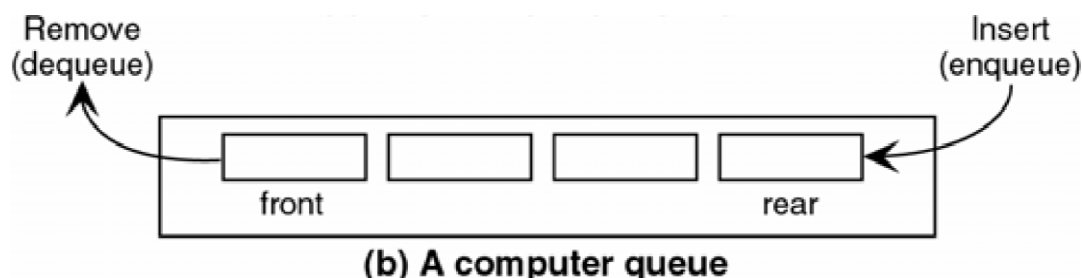 Remove
(dequeue)
Insert
(enqueue)
front
rear
(b) A computer queue